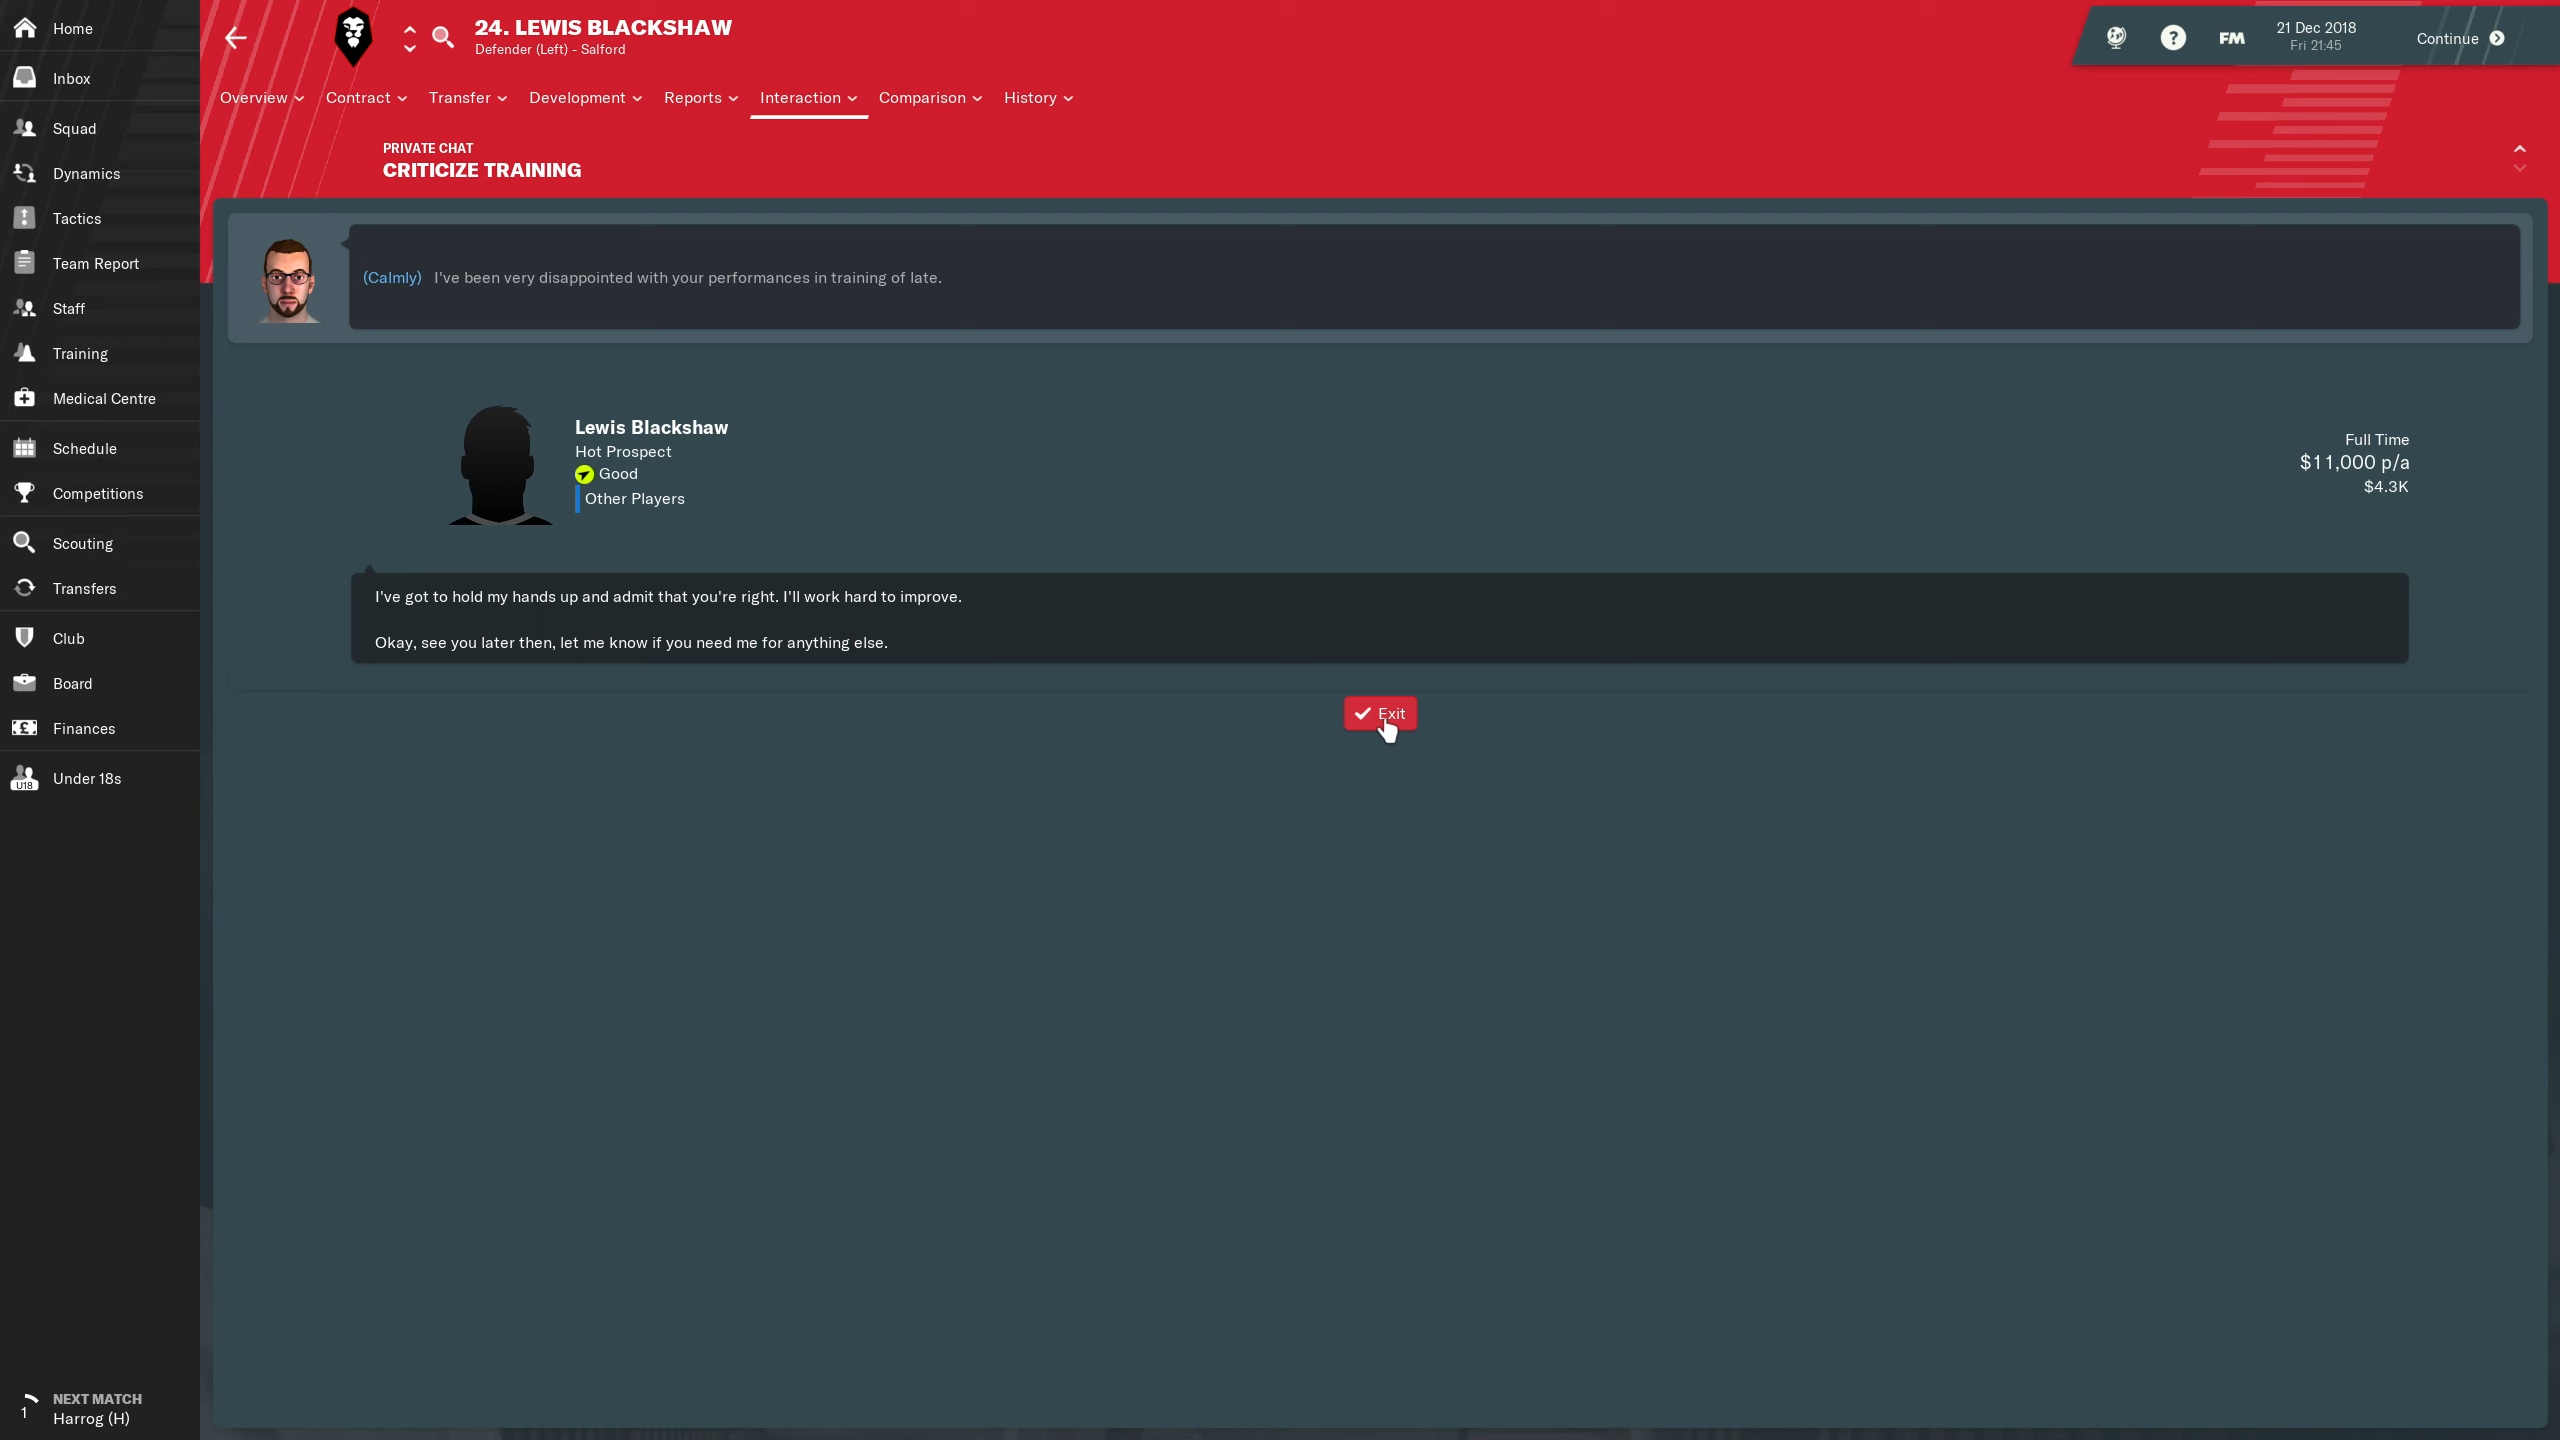 Home
Inbox
Squad
Dynamics
Tactics
Team Report
Staff
Training
Medical Centre
Schedule
Competitions
Scouting
Transfers
Club
Board
Finances
U18
Under 18s
1
NEXT MATCH
Harrog (H)
24. LEWIS BLACKSHAW
Defender (Left) - Salford
?
FM
21 Dec 2018
Fri 21:45
Continue
Overview
Contract
Transfer
Development
Reports
Interaction
Comparison
History
PRIVATE CHAT
CRITICIZE TRAINING
(Calmly) I've been very disappointed with your performances in training of late.
Lewis Blackshaw
Hot Prospect
Good
Other Players
Full Time
$11,000 p/a
$4.3K
I've got to hold my hands up and admit that you're right. I'll work hard to improve.
Okay, see you later then, let me know if you need me for anything else.
Exit